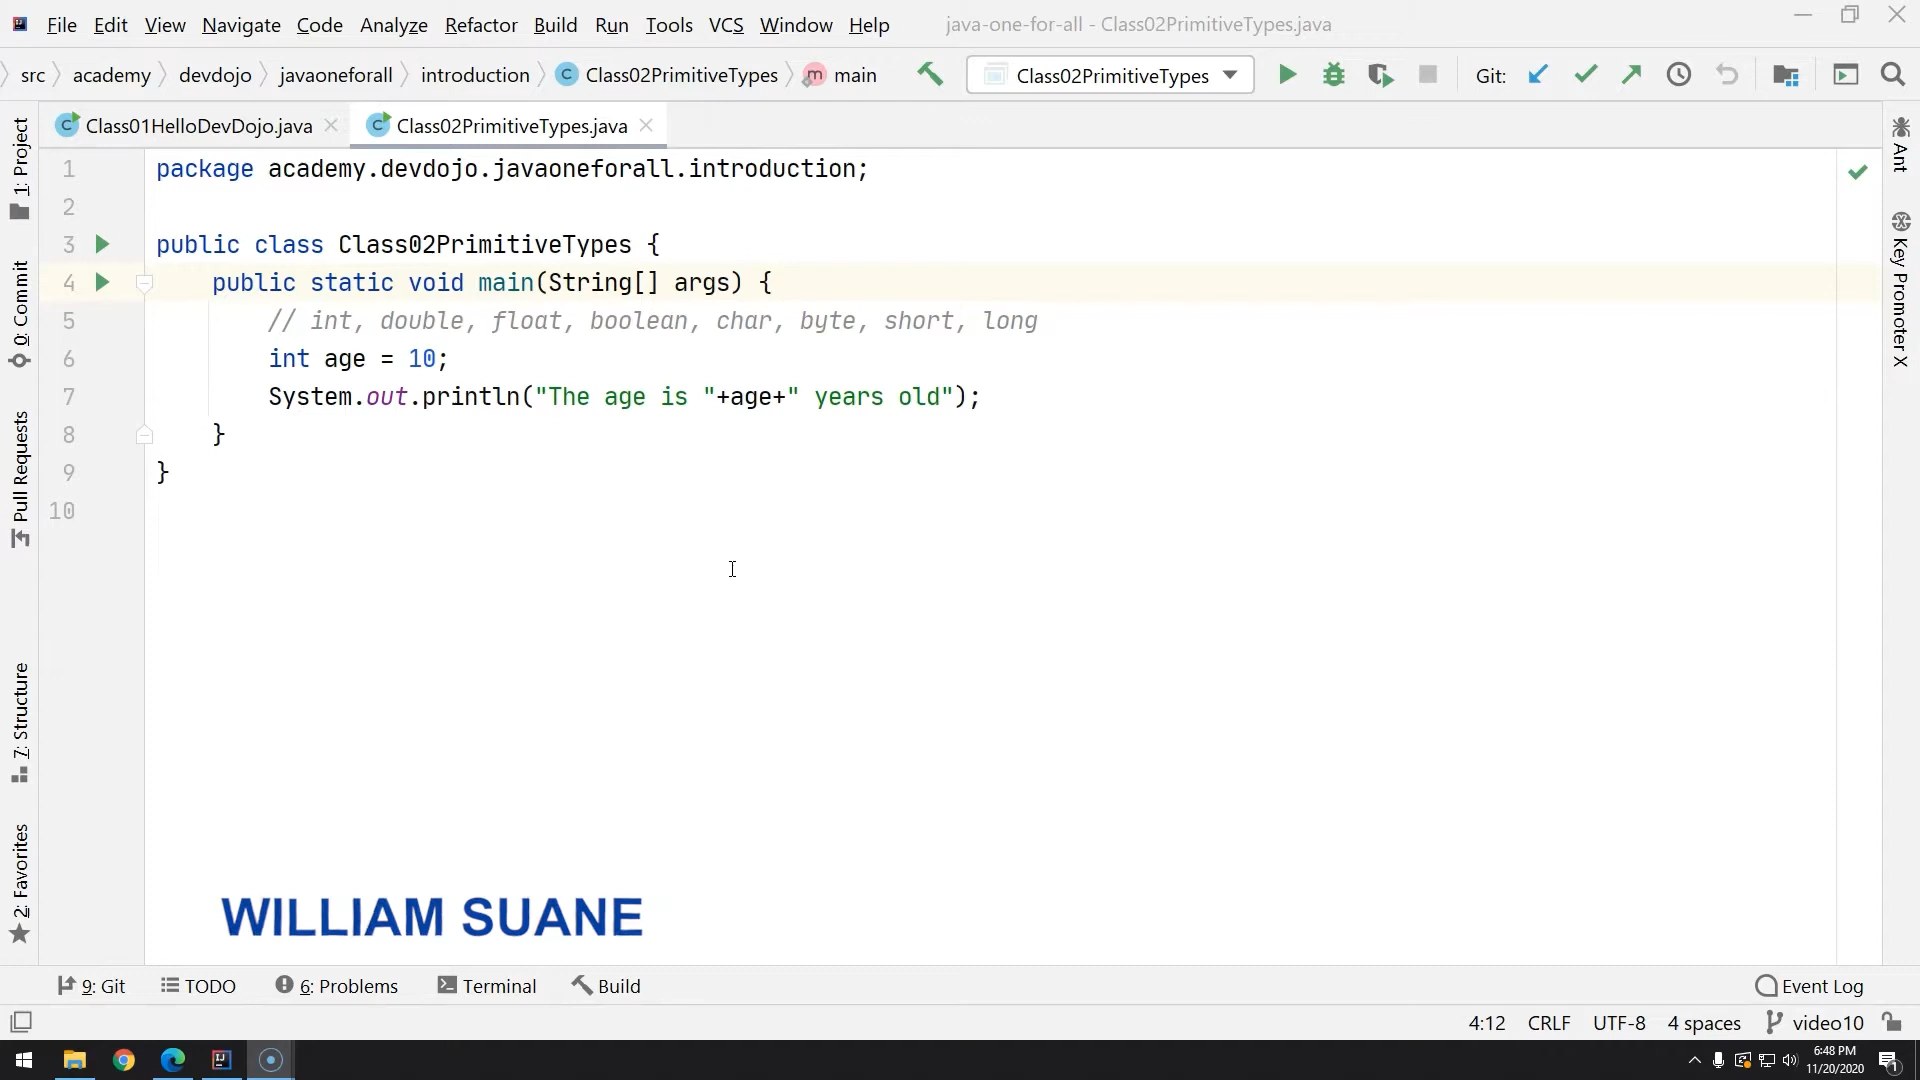 File Edit View Navigate Code Analyze Refactor Build Run Tools VCS Window Help java-one-for-all - Class02PrimitiveTypes.java
src academy devdojo javaoneforall introduction Class02PrimitiveTypes main Class02PrimitiveTypes Git:
Class01HelloDevDojo.java Class02PrimitiveTypes.java
1 package academy.devdojo.javaoneforall.introduction;
2
3 public class Class02PrimitiveTypes {
4 public static void main(String[] args) {
5 // int, double, float, boolean, char, byte, short, long
6 int age = 10;
7 System.out.println("The age is "+age+" years old");
8 }
9 }
10
1: Project
0: Commit
Pull Requests
7: Structure
2: Favorites
Ant
Key Promoter X
WILLIAM SUANE
9: Git TODO 6: Problems Terminal Build Event Log
4:12 CRLF UTF-8 4 spaces video10
6:48 PM
11/20/2020
1